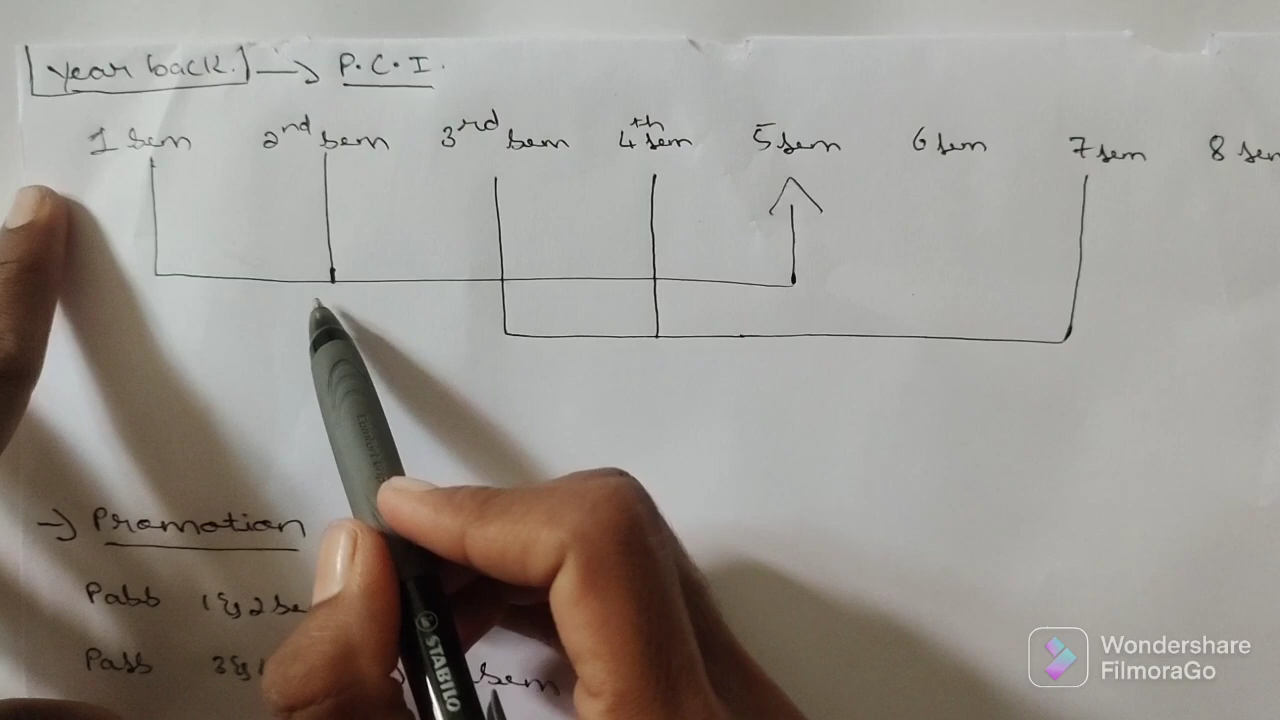 Year back. → P.C.I.
1 sem 2nd sem 3rd sem 4th sem 5 sem 6 sem 7 sem 8 sem
→ Promotion
Pass 1 & 2 se
Pass 3 & sem
STABILO
Wondershare
FilmoraGo